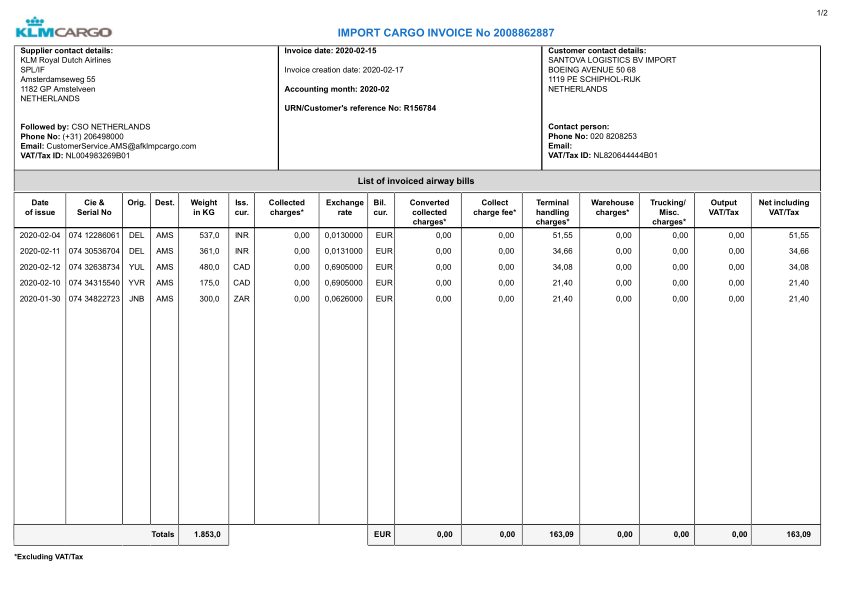 1/2
KLMCARGO
IMPORT CARGO INVOICE No 2008862887
Supplier contact details:
KLM Royal Dutch Airlines
SPL/IF
Amsterdamseweg 55
1182 GP Amstelveen
NETHERLANDS
Followed by: CSO NETHERLANDS
Phone No: (+31) 206498000
Email: CustomerService.AMS@afklmpcargo.com
VAT/Tax ID: NL004983269B01
Invoice date: 2020-02-15
Invoice creation date: 2020-02-17
Accounting month: 2020-02
URN/Customer's reference No: R156784
Customer contact details:
SANTOVA LOGISTICS BV IMPORT
BOEING AVENUE 50 68
1119 PE SCHIPHOL-RIJK
NETHERLANDS
Contact person:
Phone No: 020 8208253
Email:
VAT/Tax ID: NL820644444B01
List of invoiced airway bills
Date of issue Cie & Serial No Orig. Dest. Weight in KG Iss. cur. Collected charges* Exchange rate Bil. cur. Converted collected charges* Collect charge fee* Terminal handling charges* Warehouse charges* Trucking/ Misc. charges* Output VAT/Tax Net including VAT/Tax
2020-02-04 074 12286061 DEL AMS 537,0 INR 0,00 0,0130000 EUR 0,00 0,00 51,55 0,00 0,00 0,00 51,55
2020-02-11 074 30536704 DEL AMS 361,0 INR 0,00 0,0131000 EUR 0,00 0,00 34,66 0,00 0,00 0,00 34,66
2020-02-12 074 32638734 YUL AMS 480,0 CAD 0,00 0,6905000 EUR 0,00 0,00 34,08 0,00 0,00 0,00 34,08
2020-02-10 074 34315540 YVR AMS 175,0 CAD 0,00 0,6905000 EUR 0,00 0,00 21,40 0,00 0,00 0,00 21,40
2020-01-30 074 34822723 JNB AMS 300,0 ZAR 0,00 0,0626000 EUR 0,00 0,00 21,40 0,00 0,00 0,00 21,40
Totals 1.853,0 EUR 0,00 0,00 163,09 0,00 0,00 0,00 163,09
*Excluding VAT/Tax